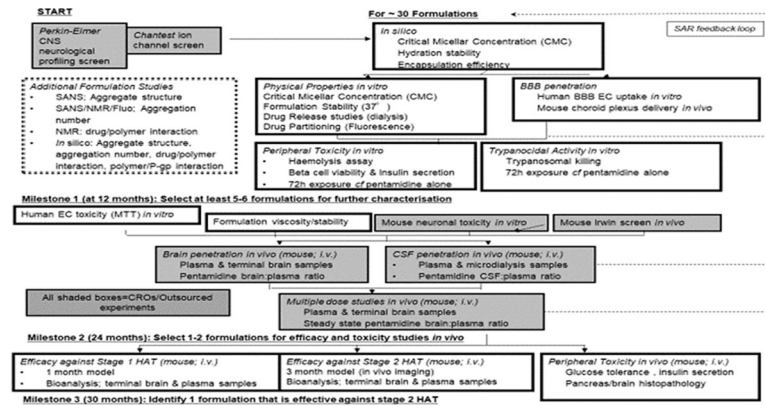 START
For ~ 30 Formulations
Perkin-Elmer
CNS
neurological
profiling screen
Chantest ion
channel screen
In silico
Critical Micellar Concentration (CMC)
Hydration stability
Encapsulation efficiency
SAR feedback loop
Additional Formulation Studies
• SANS; Aggregate structure
• SANS/NMR/Fluo; Aggregation
number
• NMR: drug/polymer interaction
• In silico: Aggregate structure,
aggregation number, drug/polymer
interaction, polymer/P-gp interaction
Physical Properties in vitro
Critical Micellar Concentration (CMC)
Formulation Stability (37°)
Drug Release studies (dialysis)
Drug Partitioning (Fluorescence)
BBB penetration
Human BBB EC uptake in vitro
Mouse choroid plexus delivery in vivo
Peripheral Toxicity in vitro
• Haemolysis assay
• Beta cell viability & Insulin secretion
• 72h exposure cf pentamidine alone
Trypanocidal Activity in vitro
Trypanosomal killing
72h exposure cf pentamidine alone
Milestone 1 (at 12 months): Select at least 5-6 formulations for further characterisation
Human EC toxicity (MTT) in vitro
Formulation viscosity/stability
Mouse neuronal toxicity in vitro
Mouse Irwin screen in vivo
Brain penetration in vivo (mouse; i.v.)
• Plasma & terminal brain samples
• Pentamidine brain:plasma ratio
CSF penetration in vivo (mouse; i.v.)
• Plasma & microdialysis samples
• Pentamidine CSF:plasma ratio
All shaded boxes=CROs/Outsourced
experiments
Multiple dose studies in vivo (mouse; i.v.)
• Plasma & terminal brain samples
• Steady state pentamidine brain:plasma ratio
Milestone 2 (24 months): Select 1-2 formulations for efficacy and toxicity studies in vivo
Efficacy against Stage 1 HAT (mouse; i.v.)
• 1 month model
• Bioanalysis; terminal brain & plasma samples
Efficacy against Stage 2 HAT (mouse; i.v.)
3 month model (in vivo imaging)
Bioanalysis; terminal brain & plasma samples
Peripheral Toxicity in vivo (mouse; i.v.)
• Glucose tolerance , Insulin secretion
• Pancreas/brain histopathology
Milestone 3 (30 months): Identify 1 formulation that is effective against stage 2 HAT